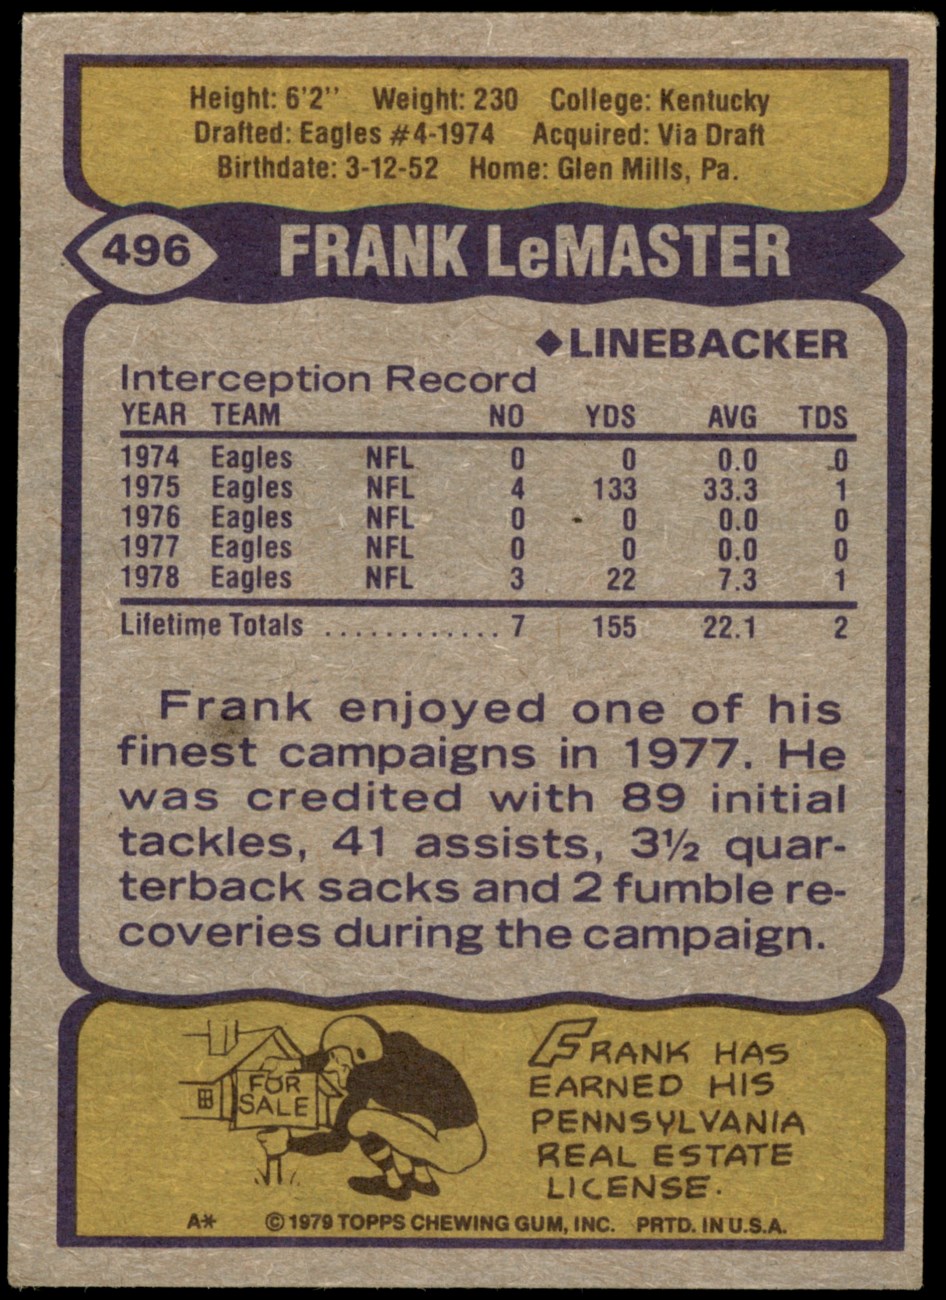 Height: 6'2'' Weight: 230 College: Kentucky
Drafted: Eagles #4-1974 Acquired: Via Draft
Birthdate: 3-12-52 Home: Glen Mills, Pa.
496 FRANK LeMASTER
◆LINEBACKER
Interception Record
YEAR TEAM NO YDS AVG TDS
1974 Eagles NFL 0 0 0.0 0
1975 Eagles NFL 4 133 33.3 1
1976 Eagles NFL 0 0 0.0 0
1977 Eagles NFL 0 0 0.0 0
1978 Eagles NFL 3 22 7.3 1
Lifetime Totals ............. 7 155 22.1 2
Frank enjoyed one of his
finest campaigns in 1977. He
was credited with 89 initial
tackles, 41 assists, 3½ quar-
terback sacks and 2 fumble re-
coveries during the campaign.
FOR
SALE
FRANK HAS
EARNED HIS
PENNSYLVANIA
REAL ESTATE
LICENSE.
A* ©1979 TOPPS CHEWING GUM, INC. PRTD. IN U.S.A.